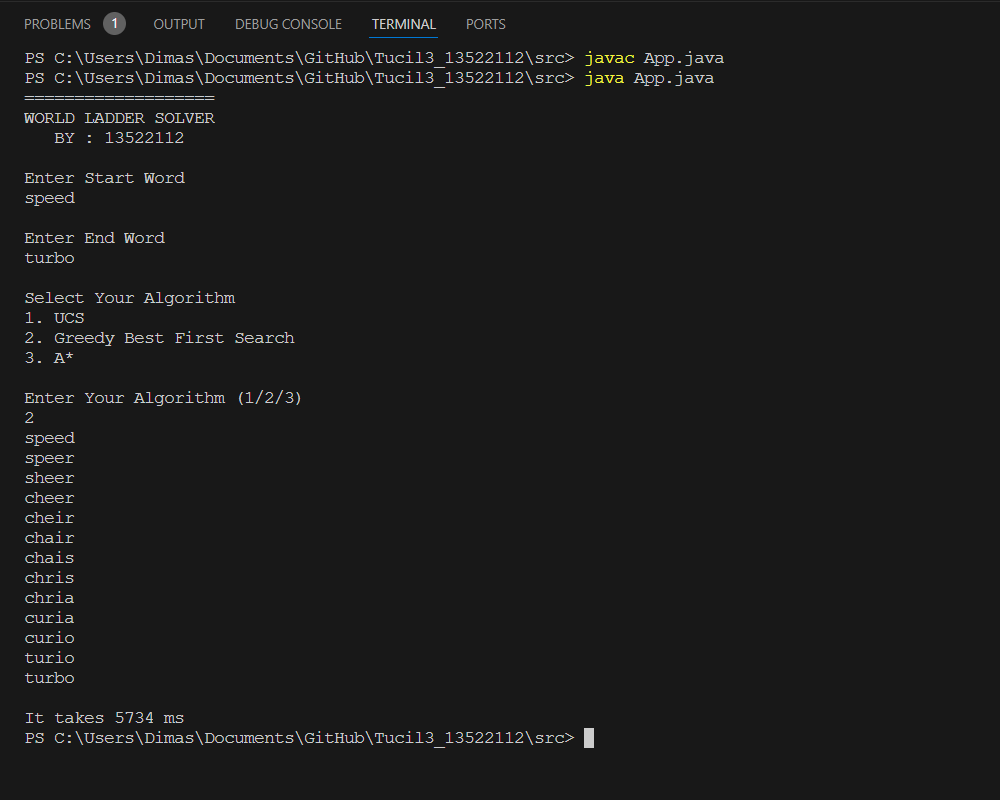 PROBLEMS 1 OUTPUT DEBUG CONSOLE TERMINAL PORTS
PS C:\Users\Dimas\Documents\GitHub\Tucil3_13522112\src> javac App.java
PS C:\Users\Dimas\Documents\GitHub\Tucil3_13522112\src> java App.java
===================
WORLD LADDER SOLVER
   BY : 13522112

Enter Start Word
speed

Enter End Word
turbo

Select Your Algorithm
1. UCS
2. Greedy Best First Search
3. A*

Enter Your Algorithm (1/2/3)
2
speed
speer
sheer
cheer
cheir
chair
chais
chris
chria
curia
curio
turio
turbo

It takes 5734 ms
PS C:\Users\Dimas\Documents\GitHub\Tucil3_13522112\src>